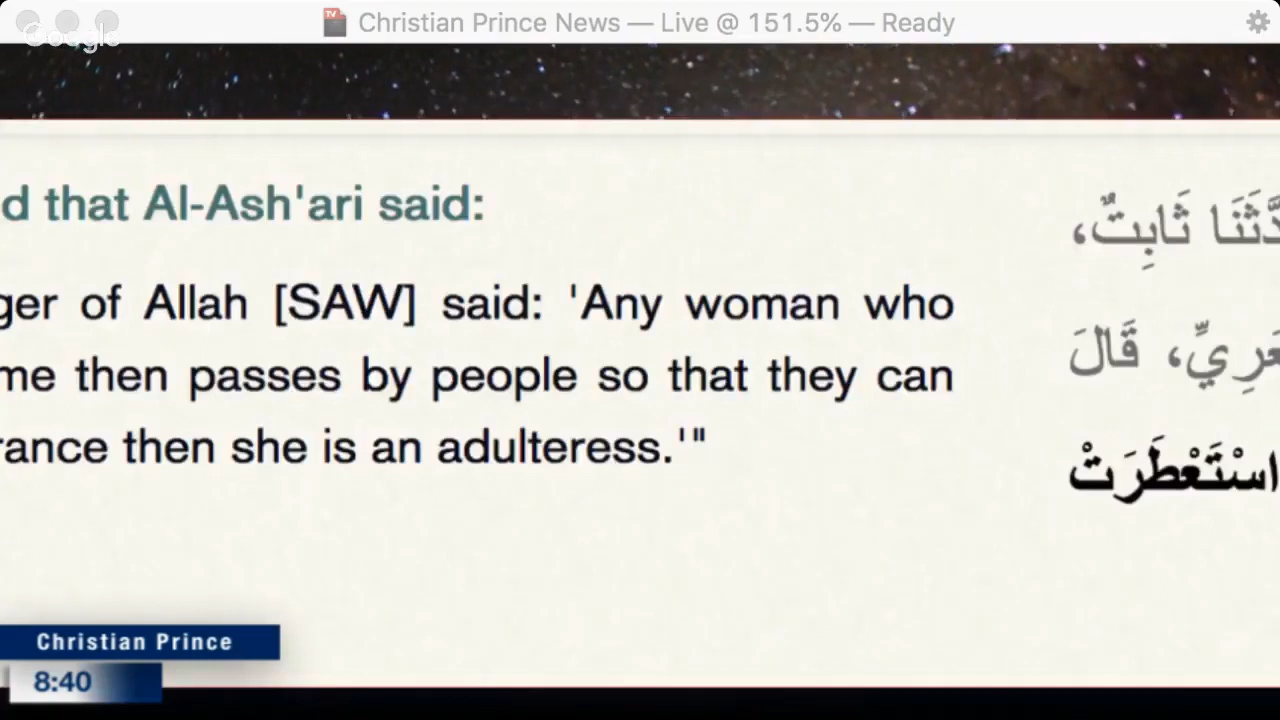 Christian Prince News — Live @ 151.5% — Ready
Google
d that Al-Ash'ari said:
ger of Allah [SAW] said: 'Any woman who
me then passes by people so that they can
rance then she is an adulteress.'"
دَّثَنَا ثَابِتٌ،
عَرِيِّ، قَالَ
اسْتَعْطَرَتْ
Christian Prince
8:40